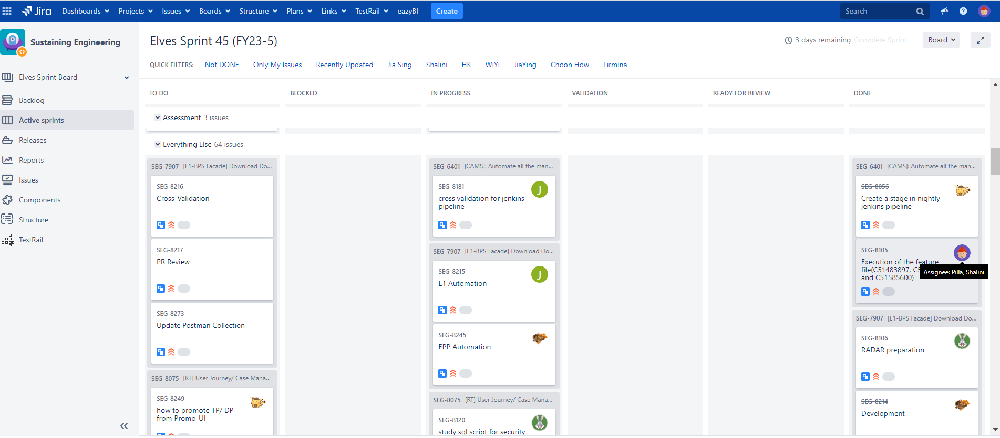 Jira Dashboards Projects Issues Boards Structure Plans Links TestRail eazyBI Create Search
Sustaining Engineering
Elves Sprint Board
Backlog
Active sprints
Releases
Reports
Issues
Components
Structure
TestRail
Elves Sprint 45 (FY23-5)
3 days remaining Complete Sprint Board
QUICK FILTERS: Not DONE Only My Issues Recently Updated Jia Sing Shalini HK WiYi JiaYing Choon How Firmina
TO DO BLOCKED IN PROGRESS VALIDATION READY FOR REVIEW DONE
Assessment 3 issues
Everything Else 64 issues
SEG-7907 [E1-BPS Facade] Download Do...
SEG-8216
Cross-Validation
SEG-8217
PR Review
SEG-8273
Update Postman Collection
SEG-8075 [RT] User Journey/ Case Mana...
SEG-8249
how to promote TP/ DP
from Promo-UI
SEG-6401 [CAMS]: Automate all the man...
SEG-8181
J
cross validation for jenkins
pipeline
SEG-7907 [E1-BPS Facade] Download Do...
SEG-8215
J
E1 Automation
SEG-8245
EPP Automation
SEG-8075 [RT] User Journey/ Case Mana...
SEG-8120
study sql script for security
SEG-6401 [CAMS]: Automate all the man...
SEG-8056
Create a stage in nightly
jenkins pipeline
SEG-8105
Execution of the feature
file(C51483897, C5
and C51585600)
Assignee: Pilla, Shalini
SEG-7907 [E1-BPS Facade] Download Do...
SEG-8106
RADAR preparation
SEG-8214
Development